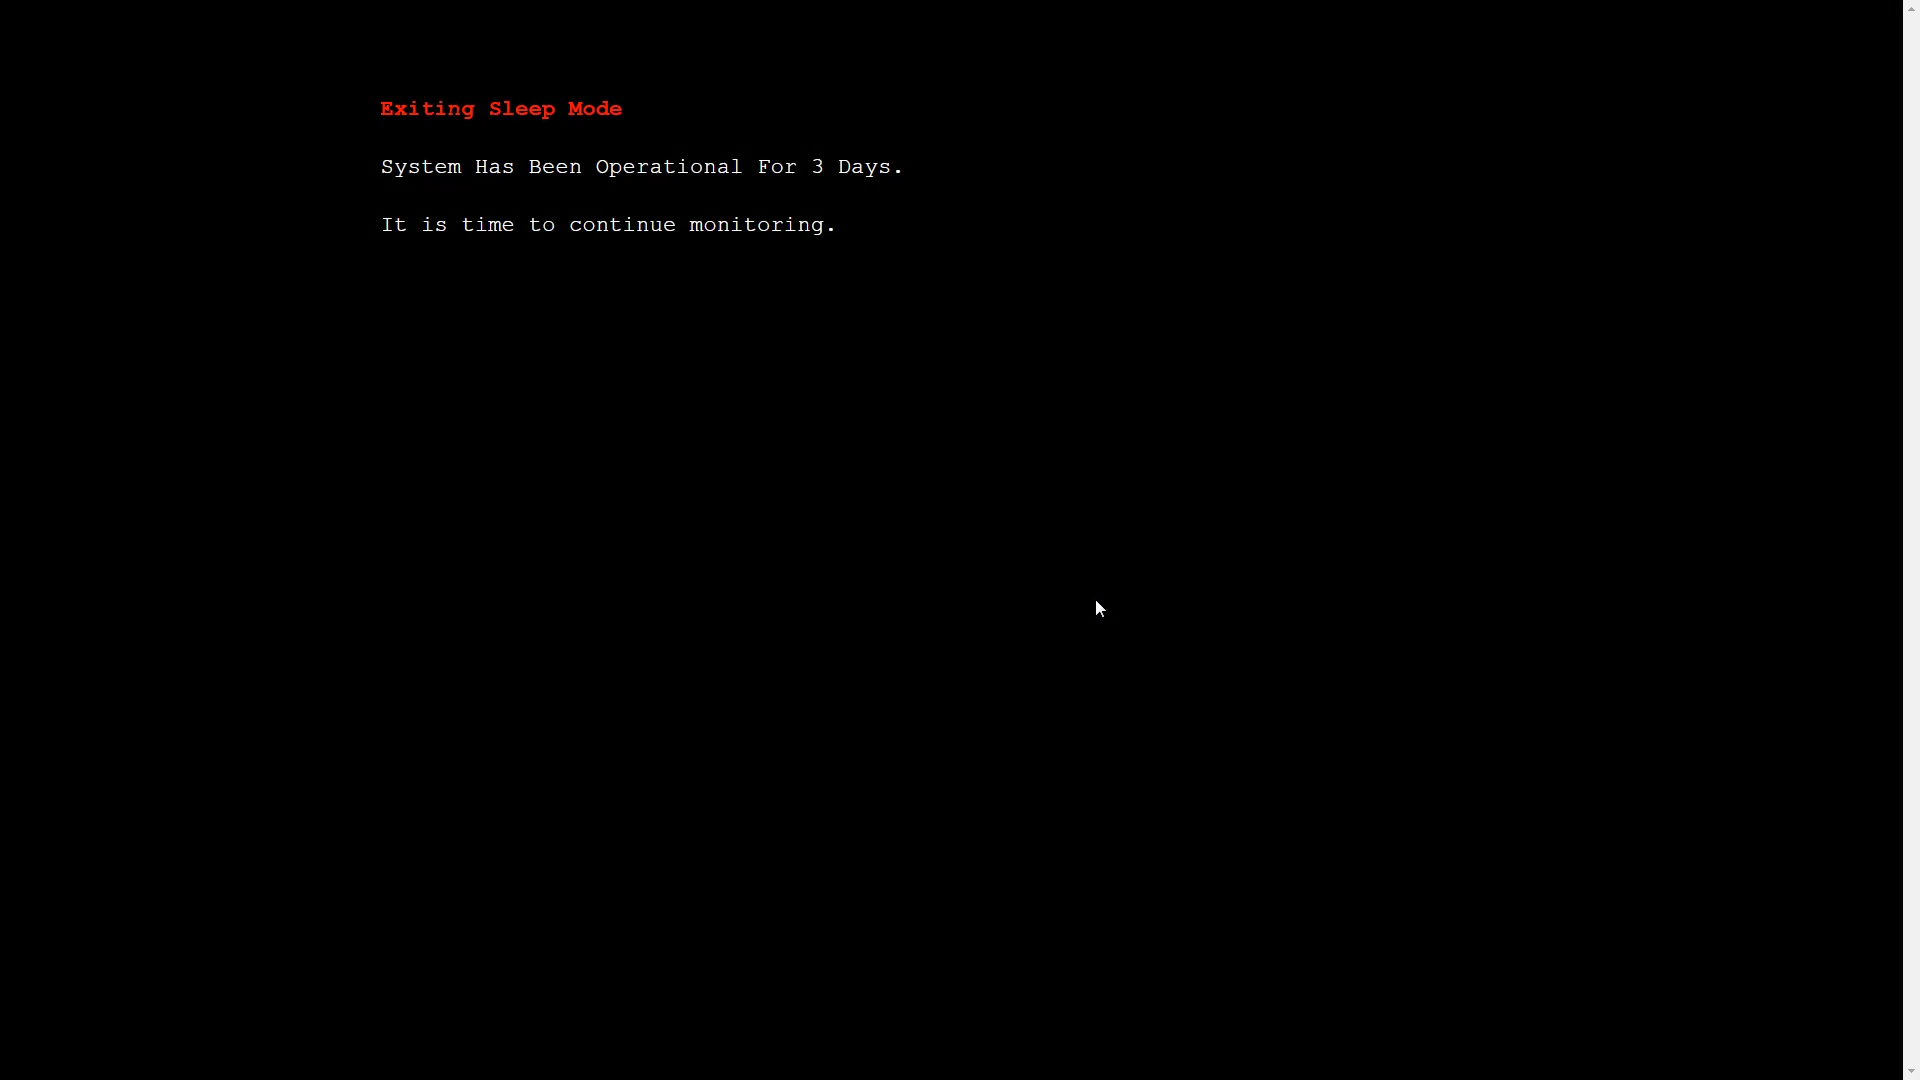 Exiting Sleep Mode
System Has Been Operational For 3 Days.
It is time to continue monitoring.